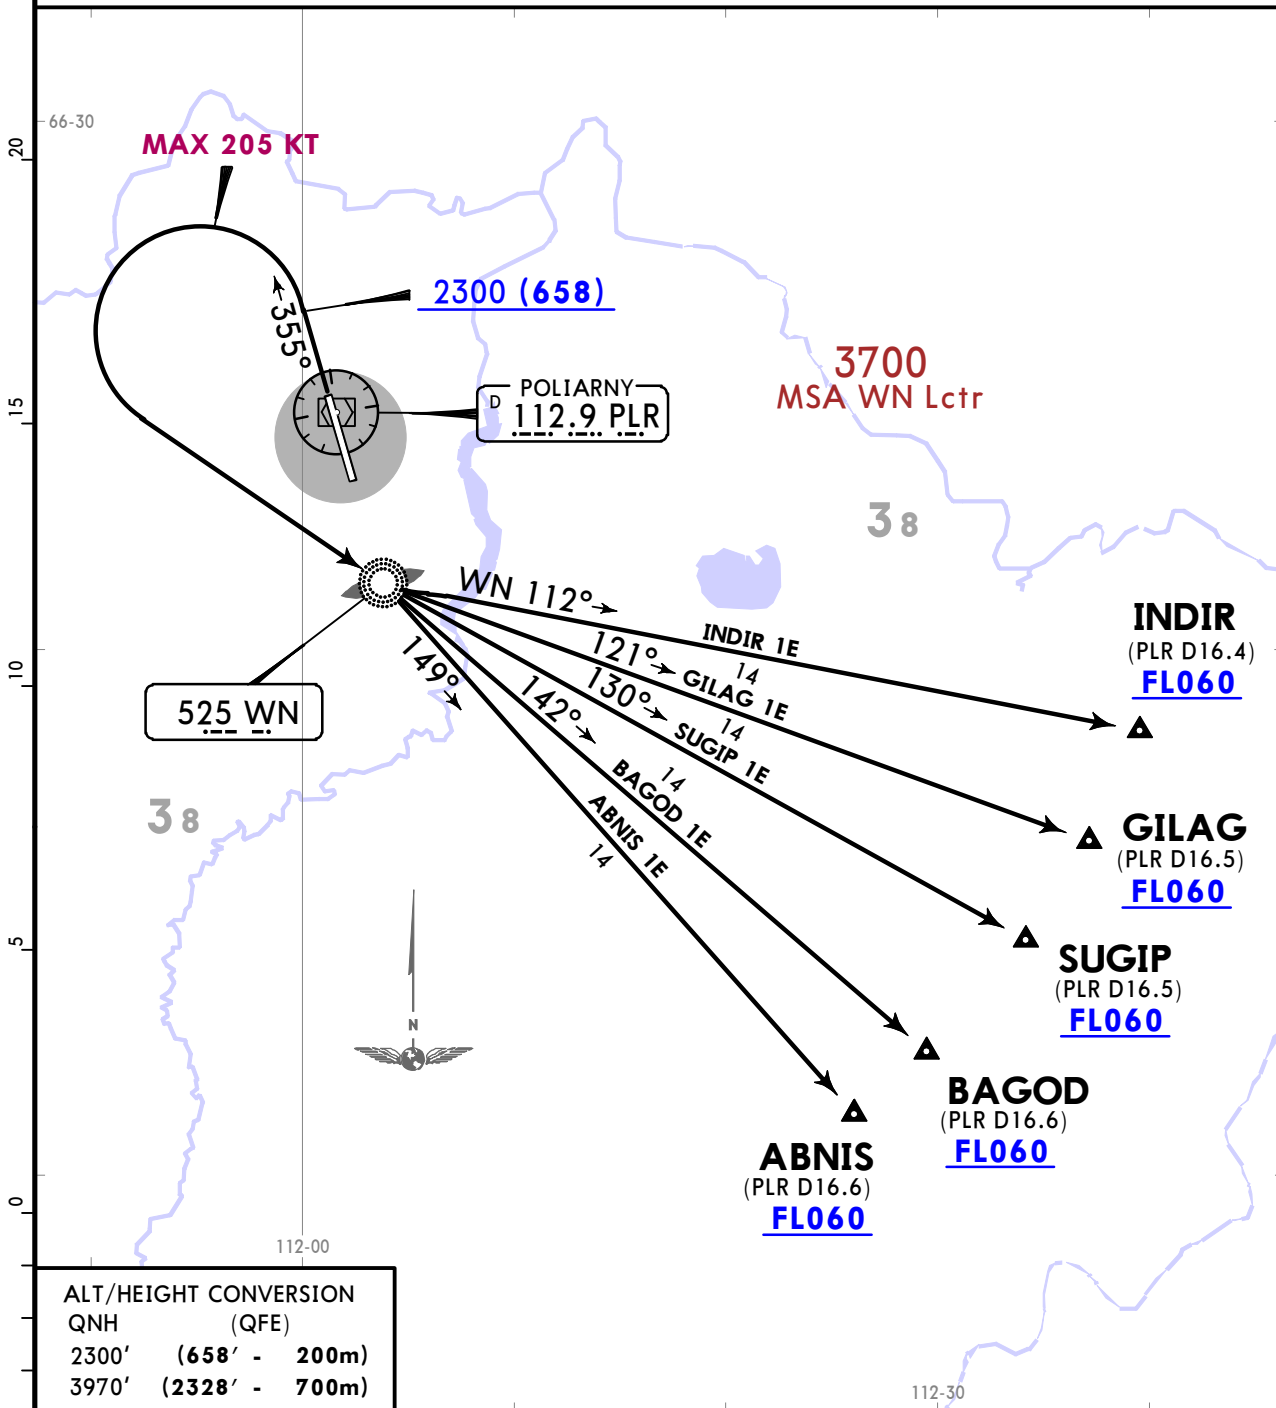 66-30
20
MAX 205 KT
2300 (658)
355°
3700
MSA WN Lctr
POLIARNY
D 112.9 PLR
15
38
WN 112°
INDIR 1E
14
INDIR
(PLR D16.4)
FL060
121°
GILAG 1E
14
130°
SUGIP 1E
14
149°
142°
BAGOD 1E
ABNIS 1E
14
10
525 WN
38
GILAG
(PLR D16.5)
FL060
5
SUGIP
(PLR D16.5)
FL060
N
BAGOD
(PLR D16.6)
FL060
ABNIS
(PLR D16.6)
FL060
0
112-00
ALT/HEIGHT CONVERSION
QNH (QFE)
2300' (658' - 200m)
3970' (2328' - 700m)
112-30